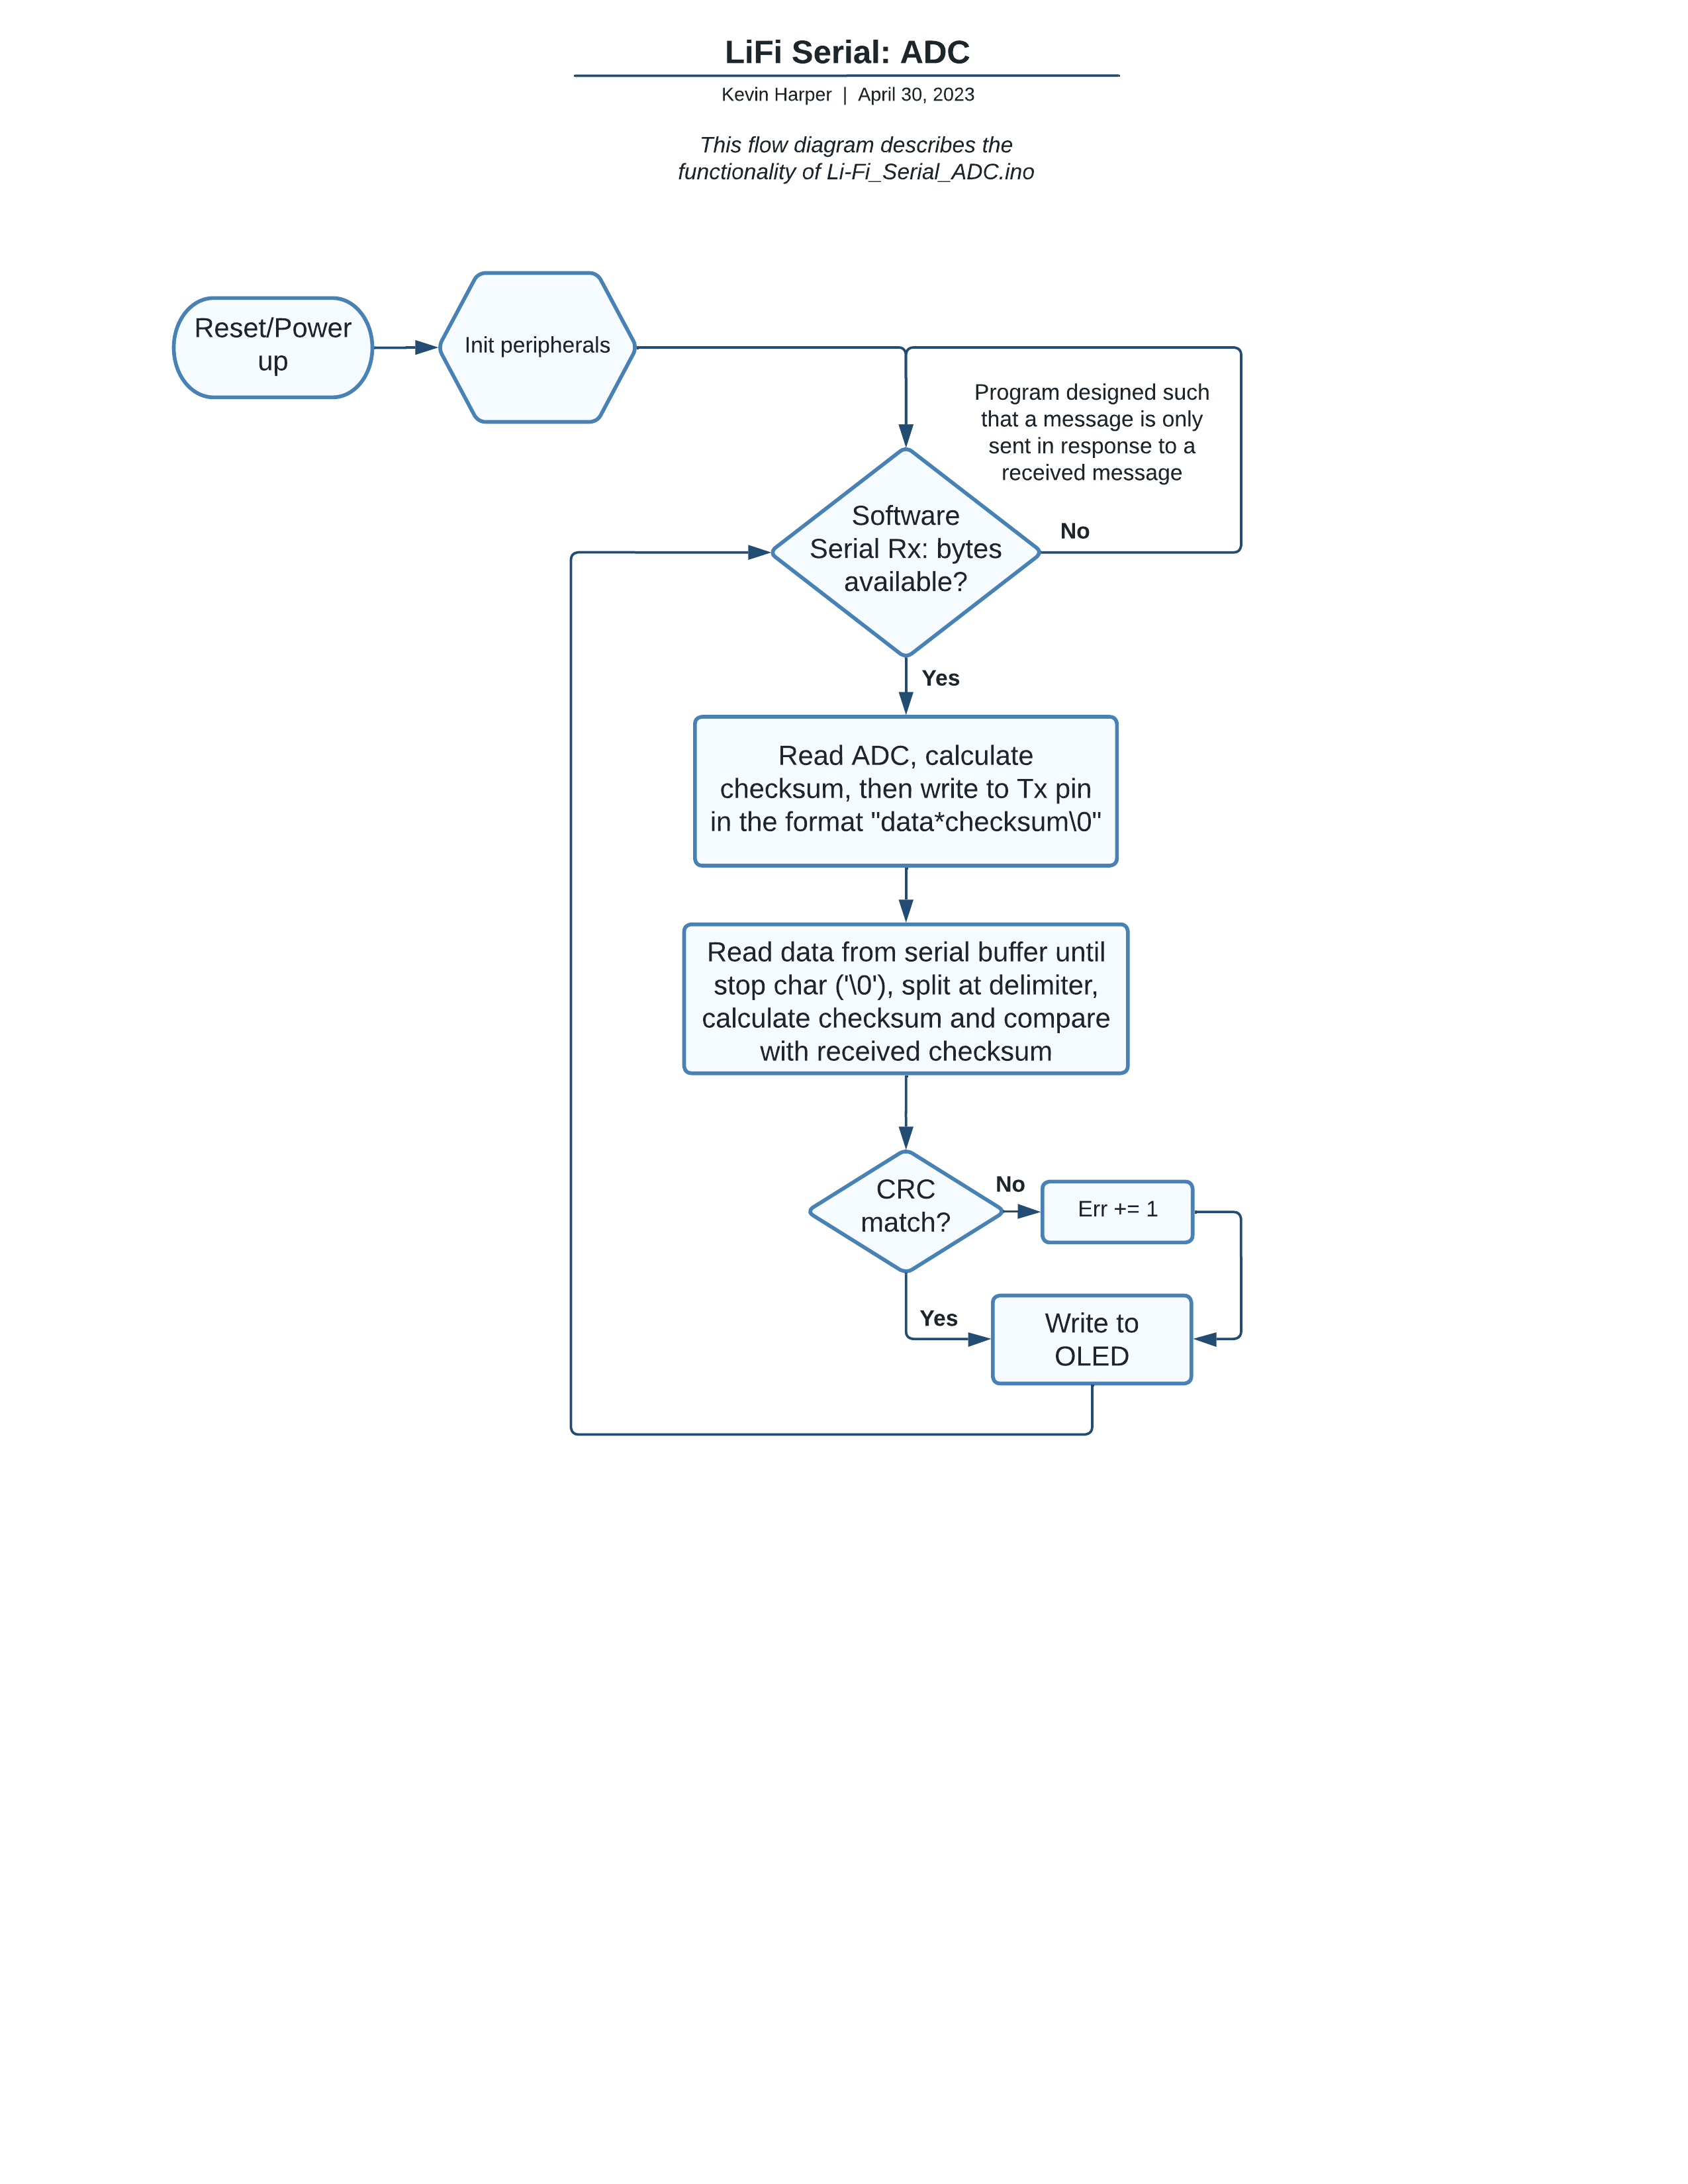 LiFi Serial: ADC
Kevin Harper | April 30, 2023
This flow diagram describes the
functionality of Li-Fi_Serial_ADC.ino
Reset/Power
up
Init peripherals
Program designed such
that a message is only
sent in response to a
received message
Software
Serial Rx: bytes
available?
No
Yes
Read ADC, calculate
checksum, then write to Tx pin
in the format "data*checksum\0"
Read data from serial buffer until
stop char ('\0'), split at delimiter,
calculate checksum and compare
with received checksum
CRC
match?
No
Err += 1
Yes
Write to
OLED